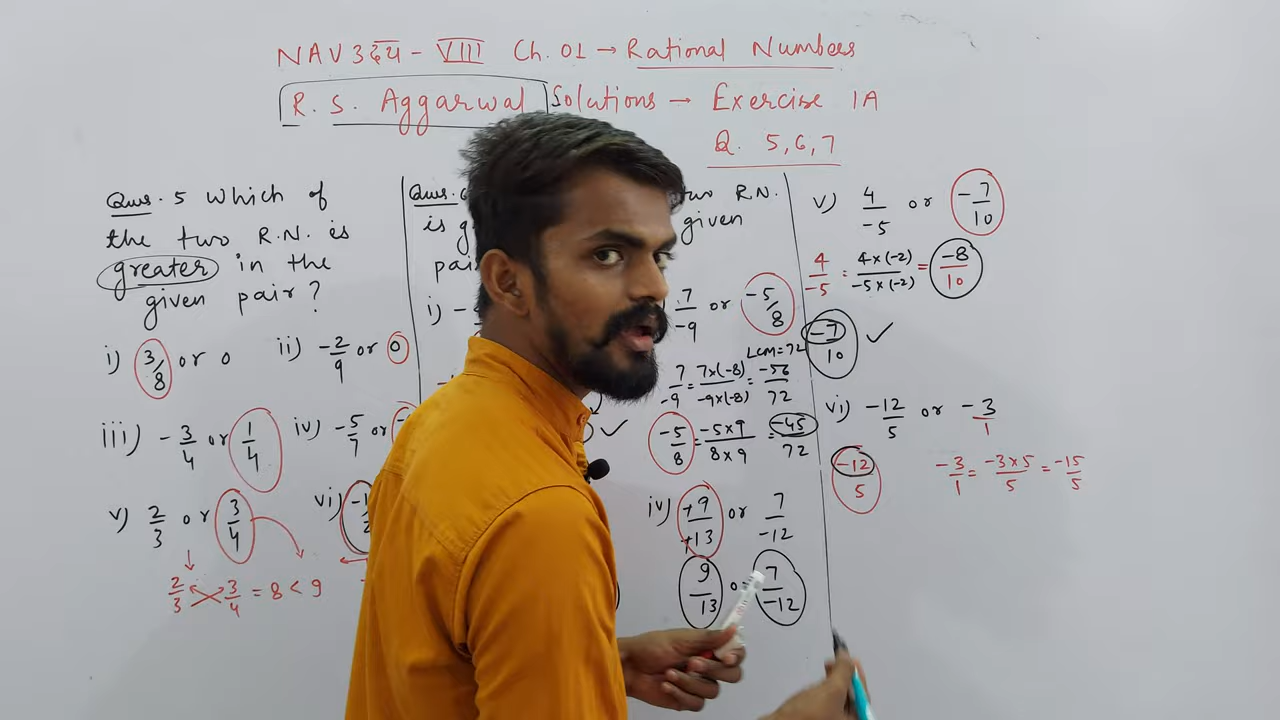 NAV उदय - VIII Ch. 01 → Rational Numbers
R. S. Aggarwal Solutions → Exercise 1A
Q. 5,6,7
Ques. 5 Which of
the two R.N. is
greater in the
given pair?
i) 3/8 or 0 ii) -2/9 or 0
iii) -3/4 or 1/4 iv) -5/7 or
v) 2/3 or 3/4 vi)
2/3 3/4 = 8 < 9
Ques. two R.N.
is given
i) -
7/-9 or -5/8
LCM = 72
7/-9 = 7×(-8)/-9×(-8) = -56/72
-5/8 = -5×9/8×9 = -45/72
iv) +9/+13 or 7/-12
9/13 or 7/-12
v) 4/-5 or -7/10
4/-5 = 4×(-2)/-5×(-2) = -8/10
-7/10 ✓
vi) -12/5 or -3/1
-12/5 -3/1 = -3×5/5 = -15/5